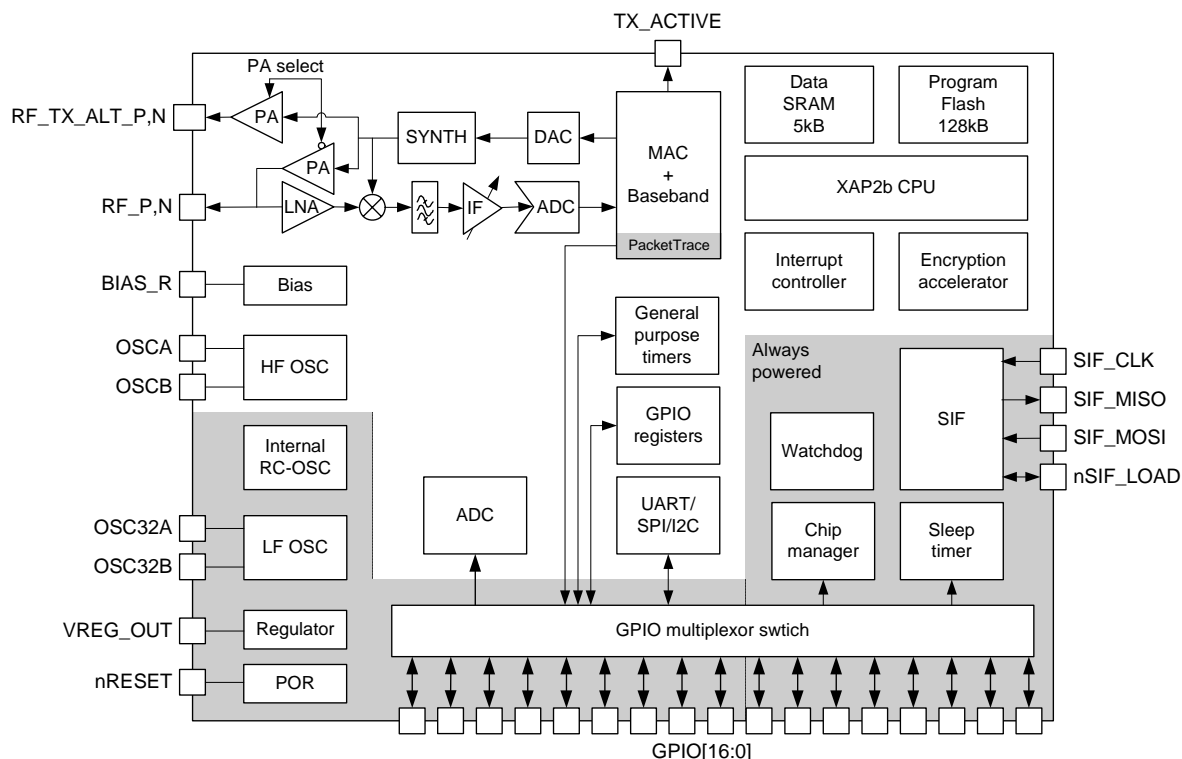 TX_ACTIVE
PA select
RF_TX_ALT_P,N
PA
SYNTH
DAC
MAC
+
Baseband
PacketTrace
Data
SRAM
5kB
Program
Flash
128kB
PA
XAP2b CPU
RF_P,N
LNA
IF
ADC
Interrupt
controller
Encryption
accelerator
BIAS_R
Bias
General
purpose
timers
OSCA
OSCB
HF OSC
Always
powered
SIF
SIF_CLK
SIF_MISO
SIF_MOSI
nSIF_LOAD
GPIO
registers
Watchdog
Internal
RC-OSC
ADC
UART/
SPI/I2C
Chip
manager
Sleep
timer
OSC32A
OSC32B
LF OSC
VREG_OUT
Regulator
GPIO multiplexor swtich
nRESET
POR
GPIO[16:0]